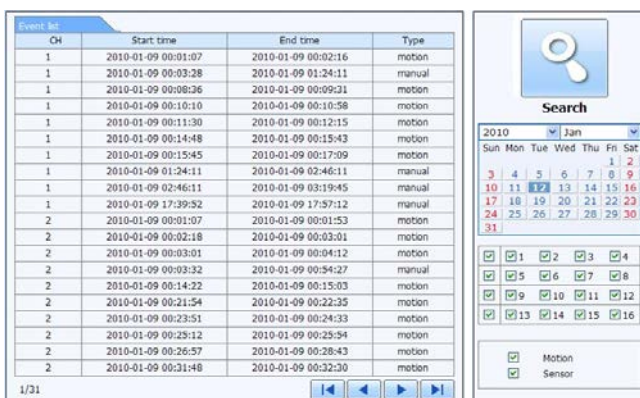 Event list
CH Start time End time Type
1 2010-01-09 00:01:07 2010-01-09 00:02:16 motion
1 2010-01-09 00:03:28 2010-01-09 01:24:11 manual
1 2010-01-09 00:08:36 2010-01-09 00:09:31 motion
1 2010-01-09 00:10:10 2010-01-09 00:10:58 motion
1 2010-01-09 00:11:30 2010-01-09 00:12:15 motion
1 2010-01-09 00:14:48 2010-01-09 00:15:43 motion
1 2010-01-09 00:15:45 2010-01-09 00:17:09 motion
1 2010-01-09 01:24:11 2010-01-09 02:46:11 manual
1 2010-01-09 02:46:11 2010-01-09 03:19:45 manual
1 2010-01-09 17:39:52 2010-01-09 17:57:12 manual
2 2010-01-09 00:01:07 2010-01-09 00:01:53 motion
2 2010-01-09 00:02:18 2010-01-09 00:03:01 motion
2 2010-01-09 00:03:01 2010-01-09 00:04:12 motion
2 2010-01-09 00:03:32 2010-01-09 00:54:27 manual
2 2010-01-09 00:14:22 2010-01-09 00:15:03 motion
2 2010-01-09 00:21:54 2010-01-09 00:22:35 motion
2 2010-01-09 00:23:51 2010-01-09 00:24:33 motion
2 2010-01-09 00:25:12 2010-01-09 00:25:54 motion
2 2010-01-09 00:26:57 2010-01-09 00:28:43 motion
2 2010-01-09 00:31:48 2010-01-09 00:32:30 motion
1/31
Search
2010 Jan
Sun Mon Tue Wed Thu Fri Sat
1 2
3 4 5 6 7 8 9
10 11 12 13 14 15 16
17 18 19 20 21 22 23
24 25 26 27 28 29 30
31
1 2 3 4
5 6 7 8
9 10 11 12
13 14 15 16
Motion
Sensor